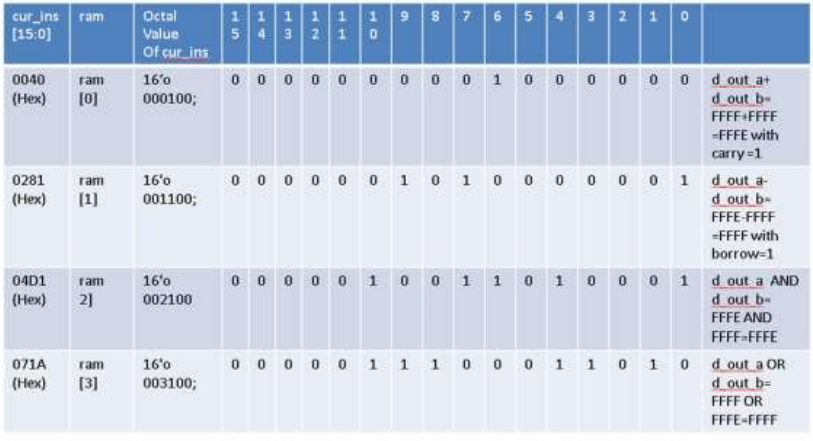 cur_ins [15:0] ram Octal Value Of cur_ins 15 14 13 12 11 10 9 8 7 6 5 4 3 2 1 0
0040 (Hex) ram [0] 16'o 000100; 0 0 0 0 0 0 0 0 0 1 0 0 0 0 0 0 d_out_a+ d_out_b= FFFF+FFFF =FFFE with carry =1
0281 (Hex) ram [1] 16'o 001100; 0 0 0 0 0 0 1 0 1 0 0 0 0 0 0 1 d_out_a- d_out_b= FFFE-FFFF =FFFF with borrow=1
04D1 (Hex) ram 2] 16'o 002100 0 0 0 0 0 1 0 0 1 1 0 1 0 0 0 1 d_out_a AND d_out_b= FFFE AND FFFF=FFFE
071A (Hex) ram [3] 16'o 003100; 0 0 0 0 0 1 1 1 0 0 0 1 1 0 1 0 d_out_a OR d_out_b= FFFF OR FFFE=FFFF